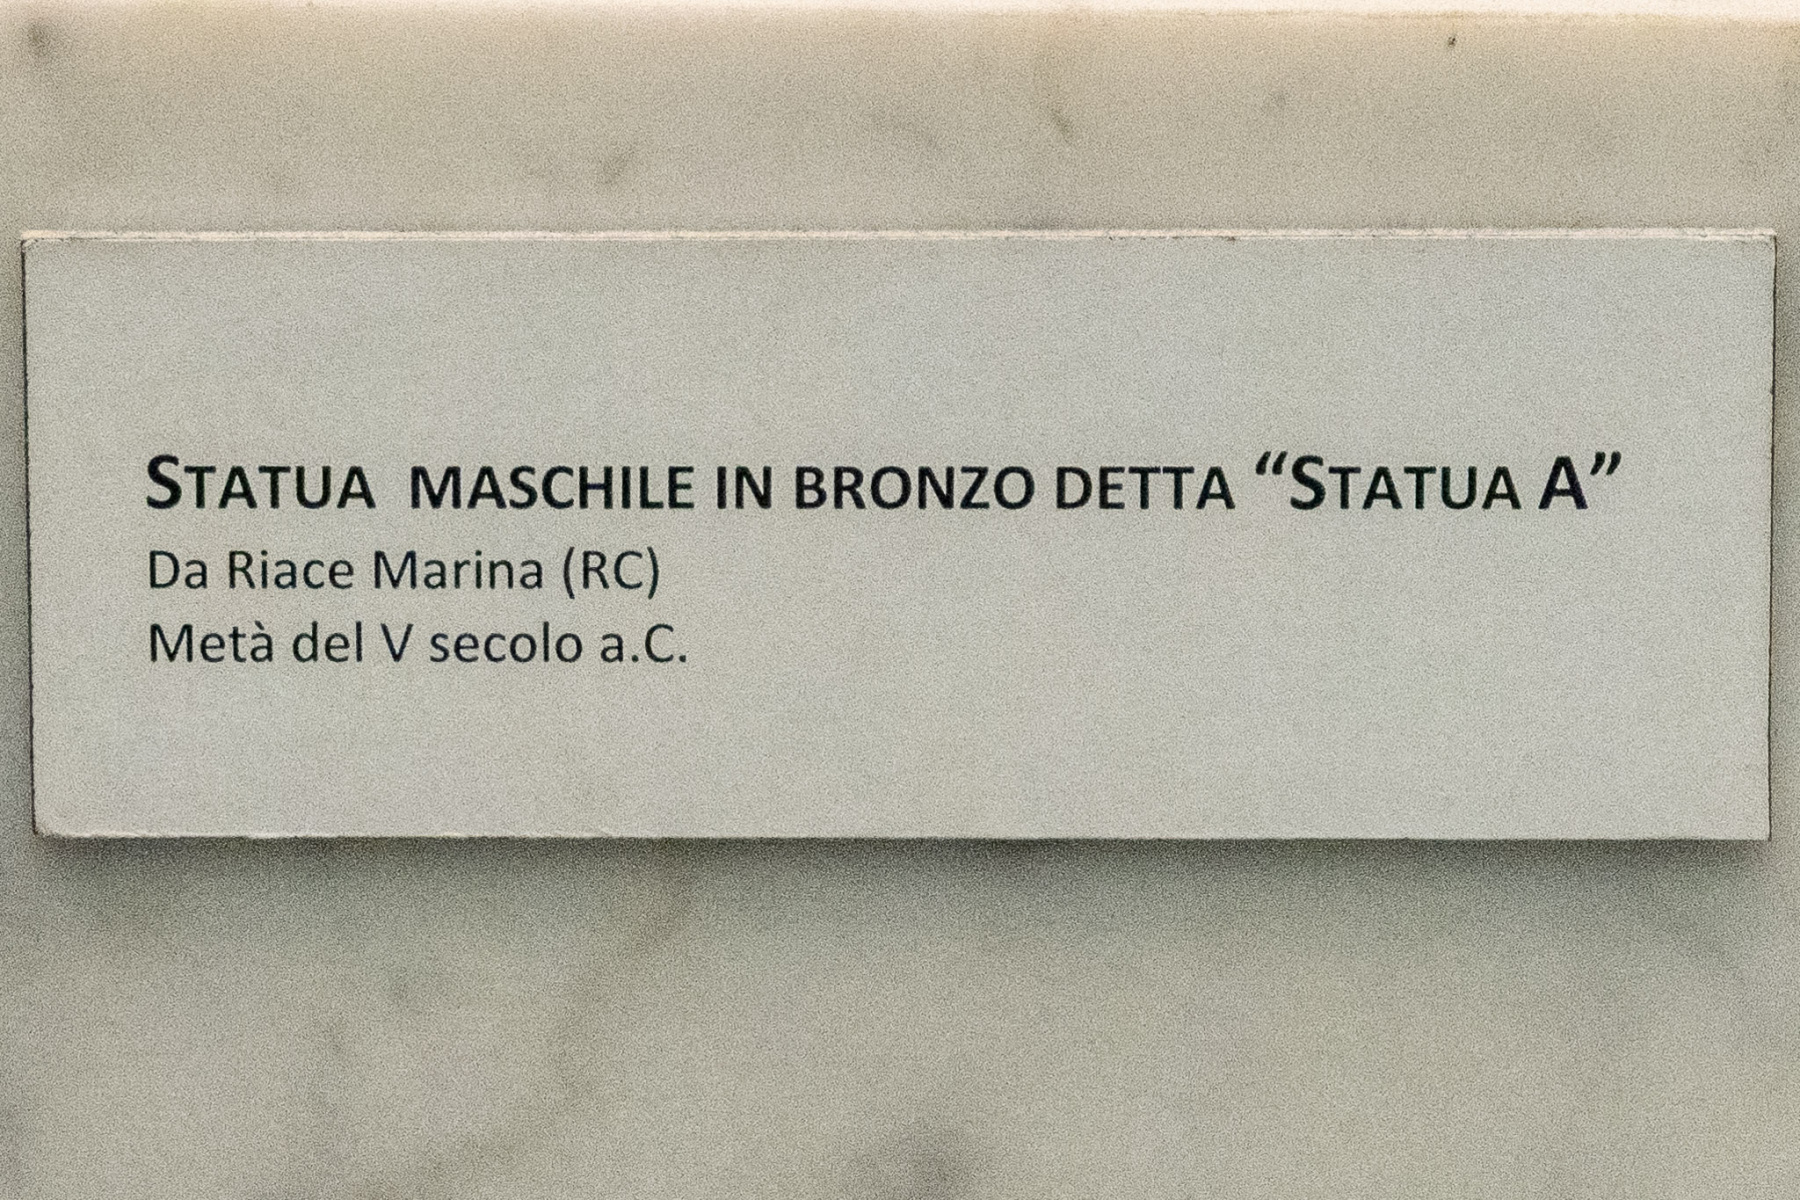 STATUA MASCHILE IN BRONZO DETTA “STATUA A”
Da Riace Marina (RC)
Metà del V secolo a.C.